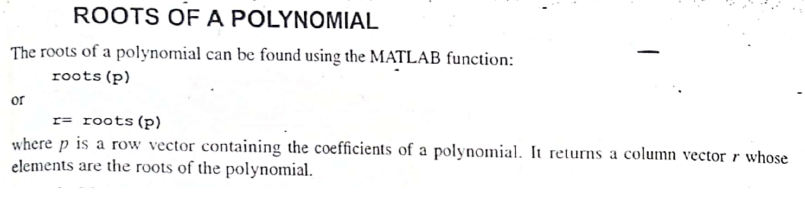 ROOTS OF A POLYNOMIAL
The roots of a polynomial can be found using the MATLAB function:
roots (p)
or
r= roots (p)
where p is a row vector containing the coefficients of a polynomial. It returns a column vector r whose
elements are the roots of the polynomial.